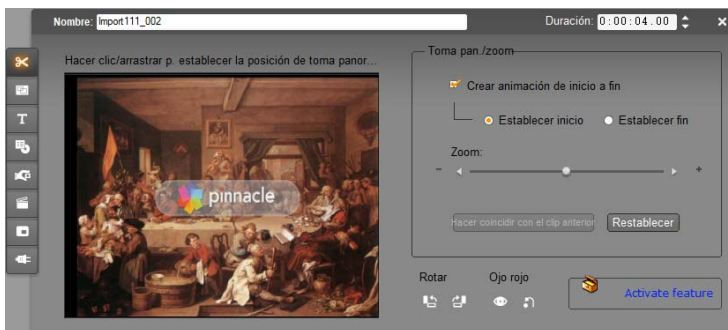 Nombre: Import111_002
Duración: 0:00:04.00
Hacer clic/arrastrar p. establecer la posición de toma panor...
pinnacle
Toma pan./zoom
Crear animación de inicio a fin
Establecer inicio
Establecer fin
Zoom:
- +
Hacer coincidir con el clip anterior
Restablecer
Rotar
Ojo rojo
Activate feature
T